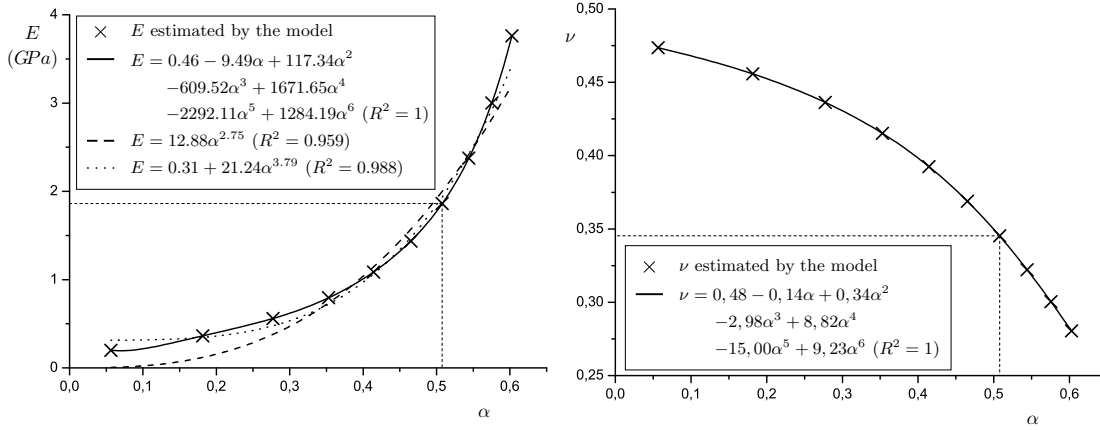 4
E
(GPa)
3
2
1
0
E estimated by the model
E = 0.46 − 9.49α + 117.34α²
−609.52α³ + 1671.65α⁴
−2292.11α⁵ + 1284.19α⁶ (R² = 1)
E = 12.88α^2.75 (R² = 0.959)
E = 0.31 + 21.24α^3.79 (R² = 0.988)
0,0 0,1 0,2 0,3 0,4 0,5 0,6
α
0,50
ν
0,45
0,40
0,35
0,30
0,25
ν estimated by the model
ν = 0,48 − 0,14α + 0,34α²
−2,98α³ + 8,82α⁴
−15,00α⁵ + 9,23α⁶ (R² = 1)
0,0 0,1 0,2 0,3 0,4 0,5 0,6
α